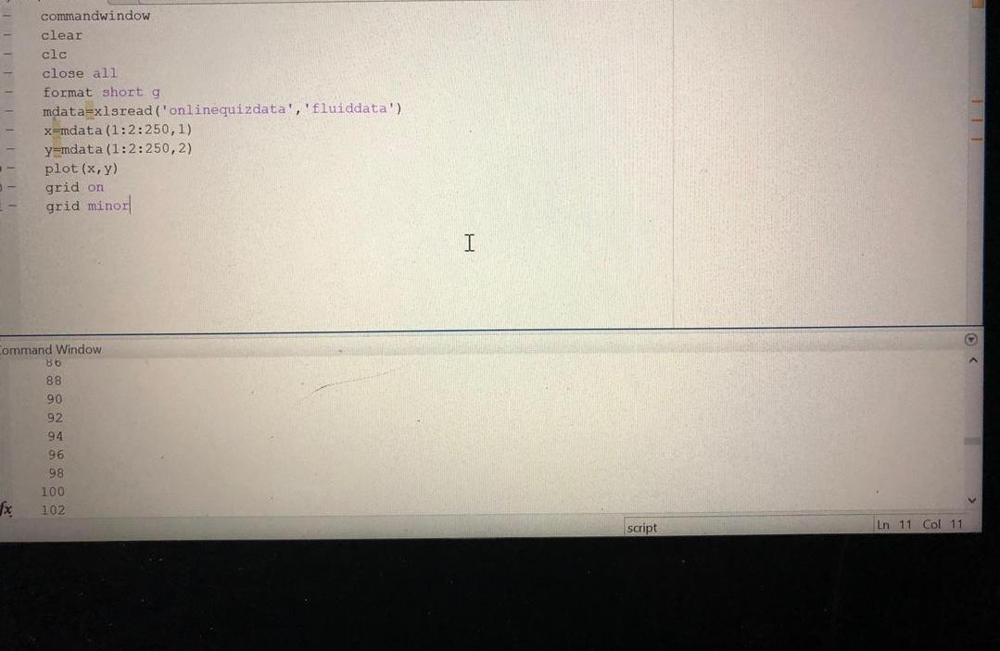 commandwindow
clear
clc
close all
format short g
mdata=xlsread('onlinequizdata','fluiddata')
x=mdata(1:2:250,1)
y=mdata(1:2:250,2)
plot(x,y)
grid on
grid minor
Command Window
86
88
90
92
94
96
98
100
fx 102
script Ln 11 Col 11